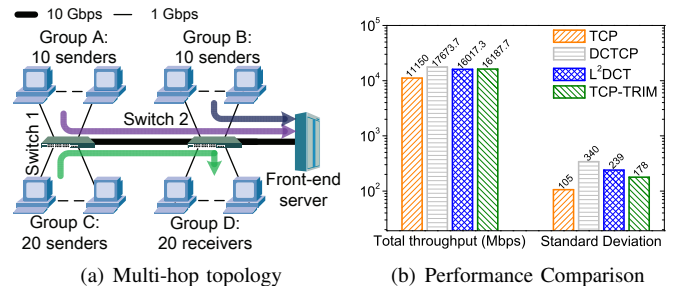 10 Gbps
1 Gbps
Group A:
10 senders
Group B:
10 senders
Switch 1
Switch 2
Front-end
server
Group C:
20 senders
Group D:
20 receivers
(a) Multi-hop topology
10^5
10^4
10^3
10^2
TCP
DCTCP
L²DCT
TCP-TRIM
11150
17673.7
16017.3
16187.7
105
340
239
178
Total throughput (Mbps)
Standard Deviation
(b) Performance Comparison